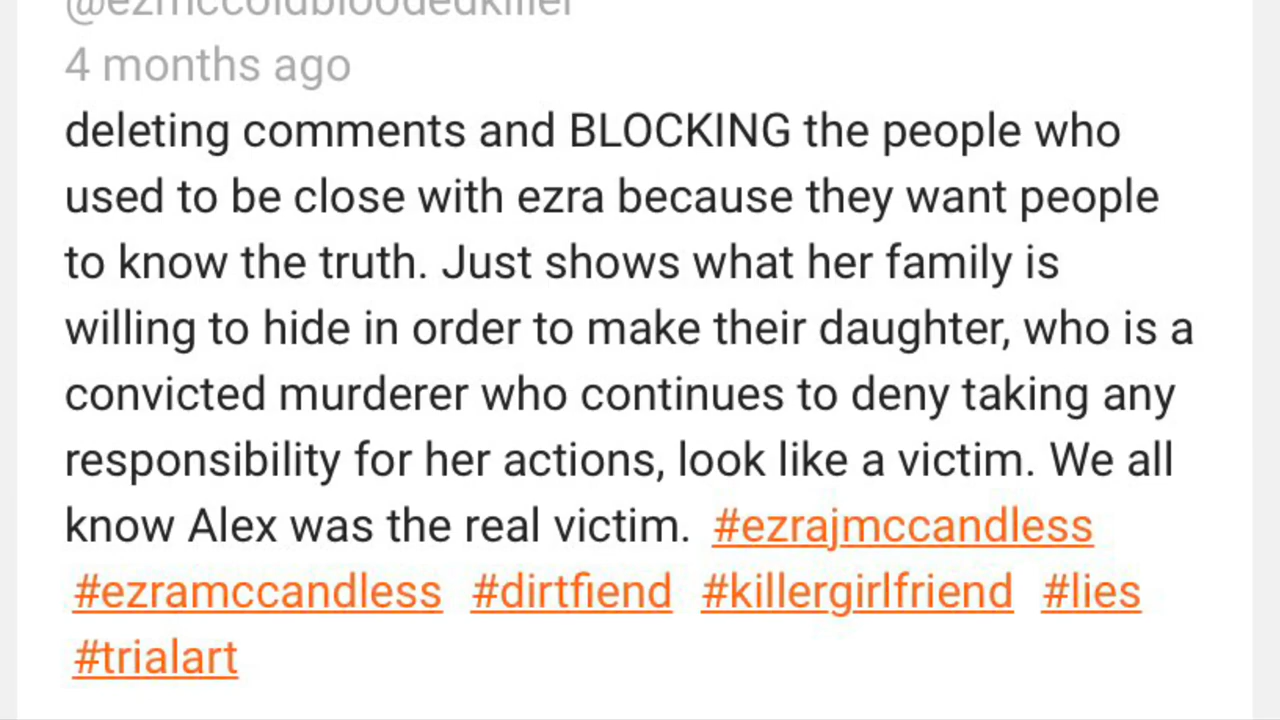 @ezmccoldbloodedkiller
4 months ago
deleting comments and BLOCKING the people who
used to be close with ezra because they want people
to know the truth. Just shows what her family is
willing to hide in order to make their daughter, who is a
convicted murderer who continues to deny taking any
responsibility for her actions, look like a victim. We all
know Alex was the real victim. #ezrajmccandless
#ezramccandless #dirtfiend #killergirlfriend #lies
#trialart